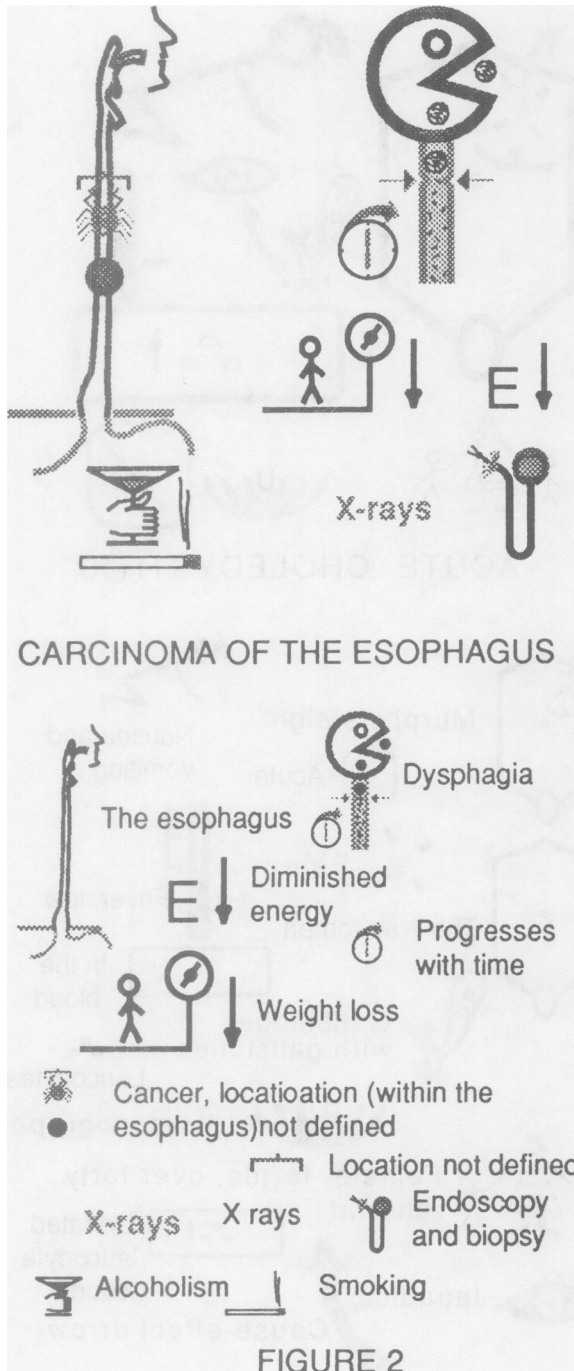 E
X-rays
CARCINOMA OF THE ESOPHAGUS
Dysphagia
The esophagus
E
Diminished
energy
Progresses
with time
Weight loss
Cancer, locatioation (within the
esophagus)not defined
Location not defined
X-rays X rays
Endoscopy
and biopsy
Alcoholism
Smoking
FIGURE 2